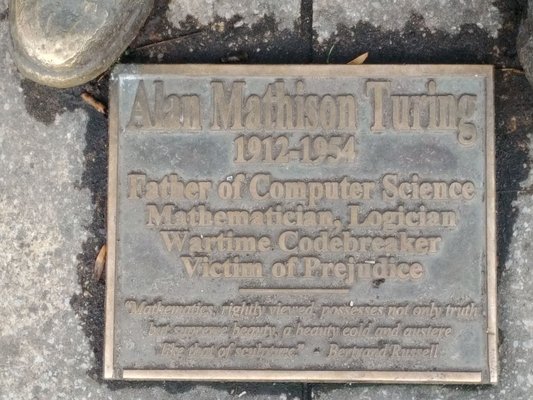 Alan Mathison Turing
1912-1954
Father of Computer Science
Mathematician, Logician
Wartime Codebreaker
Victim of Prejudice
"Mathematics, rightly viewed, possesses not only truth
but supreme beauty, a beauty cold and austere
like that of sculpture." - Bertrand Russell